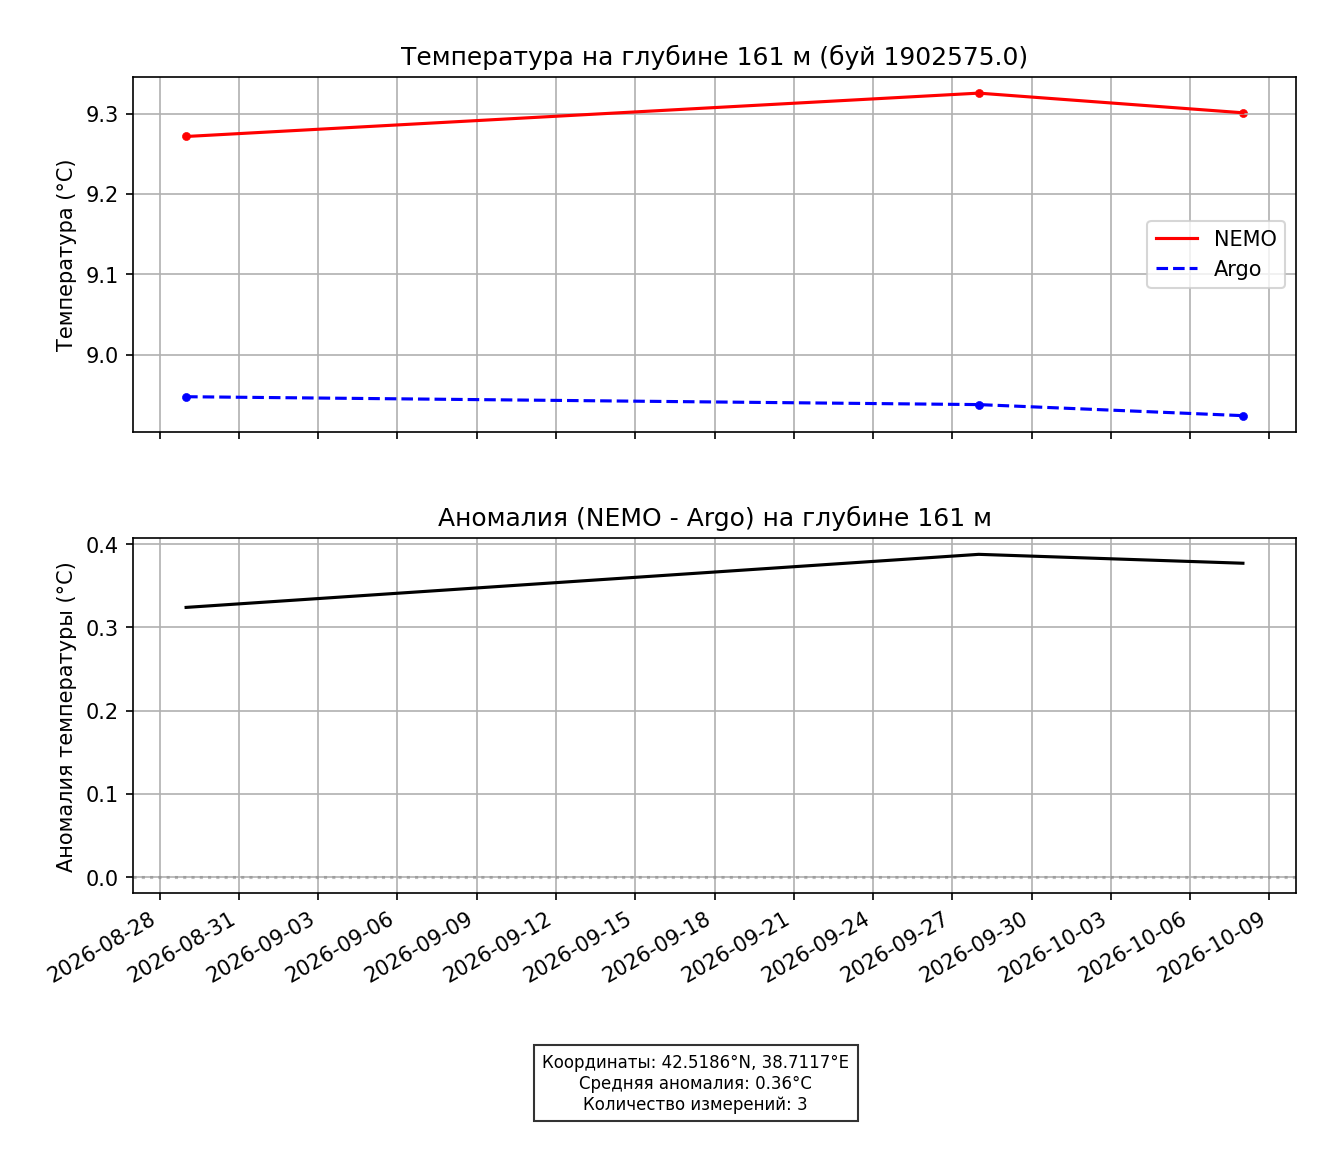 Температура на глубине 161 м (буй 1902575.0)
Температура (°C)
9.3
9.2
9.1
9.0
NEMO
Argo
Аномалия (NEMO - Argo) на глубине 161 м
Аномалия температуры (°C)
0.4
0.3
0.2
0.1
0.0
2026-08-28
2026-08-31
2026-09-03
2026-09-06
2026-09-09
2026-09-12
2026-09-15
2026-09-18
2026-09-21
2026-09-24
2026-09-27
2026-09-30
2026-10-03
2026-10-06
2026-10-09
Координаты: 42.5186°N, 38.7117°E
Средняя аномалия: 0.36°C
Количество измерений: 3